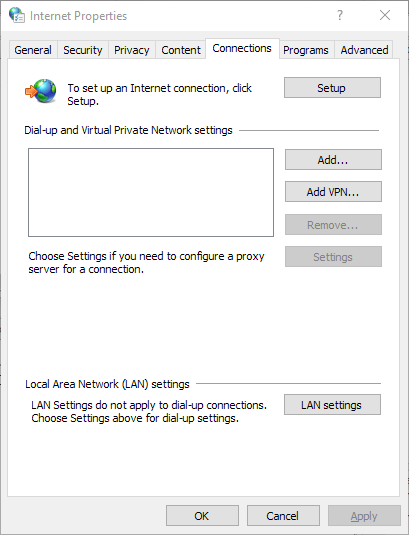 Internet Properties
?
General Security Privacy Content Connections Programs Advanced
To set up an Internet connection, click
Setup.
Setup
Dial-up and Virtual Private Network settings
Add...
Add VPN...
Remove...
Choose Settings if you need to configure a proxy
server for a connection.
Settings
Local Area Network (LAN) settings
LAN Settings do not apply to dial-up connections.
Choose Settings above for dial-up settings.
LAN settings
OK Cancel Apply